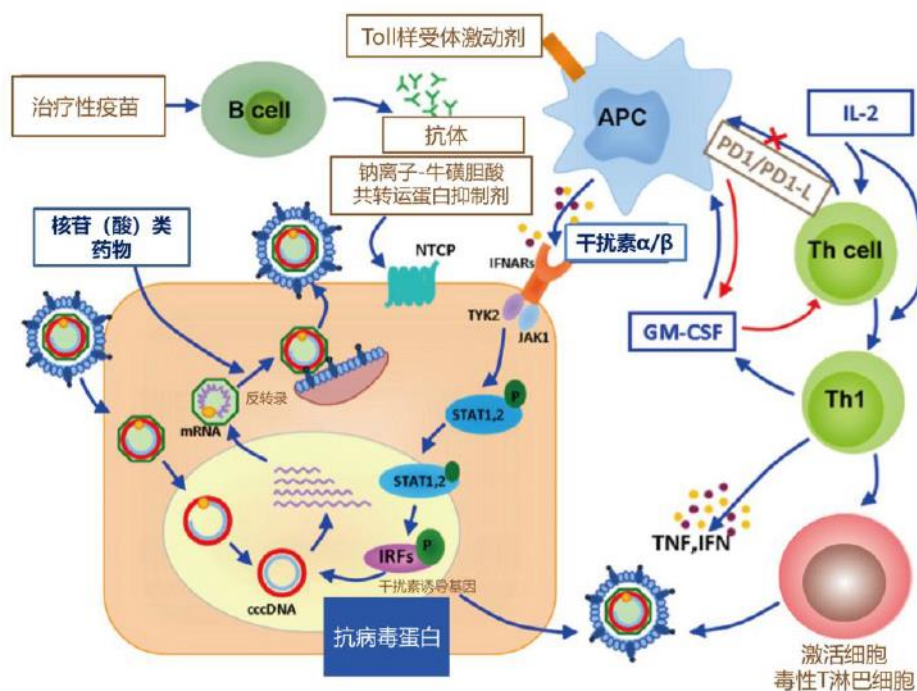 Toll样受体激动剂
治疗性疫苗
B cell
抗体
钠离子-牛磺胆酸
共转运蛋白抑制剂
APC
PD1/PD1-L
IL-2
核苷（酸）类
药物
NTCP
IFNARs
干扰素α/β
Th cell
TYK2
JAK1
GM-CSF
反转录
mRNA
P
STAT1,2
Th1
STAT1,2
P
IRFs
TNF,IFN
cccDNA
干扰素诱导基因
抗病毒蛋白
激活细胞
毒性T淋巴细胞